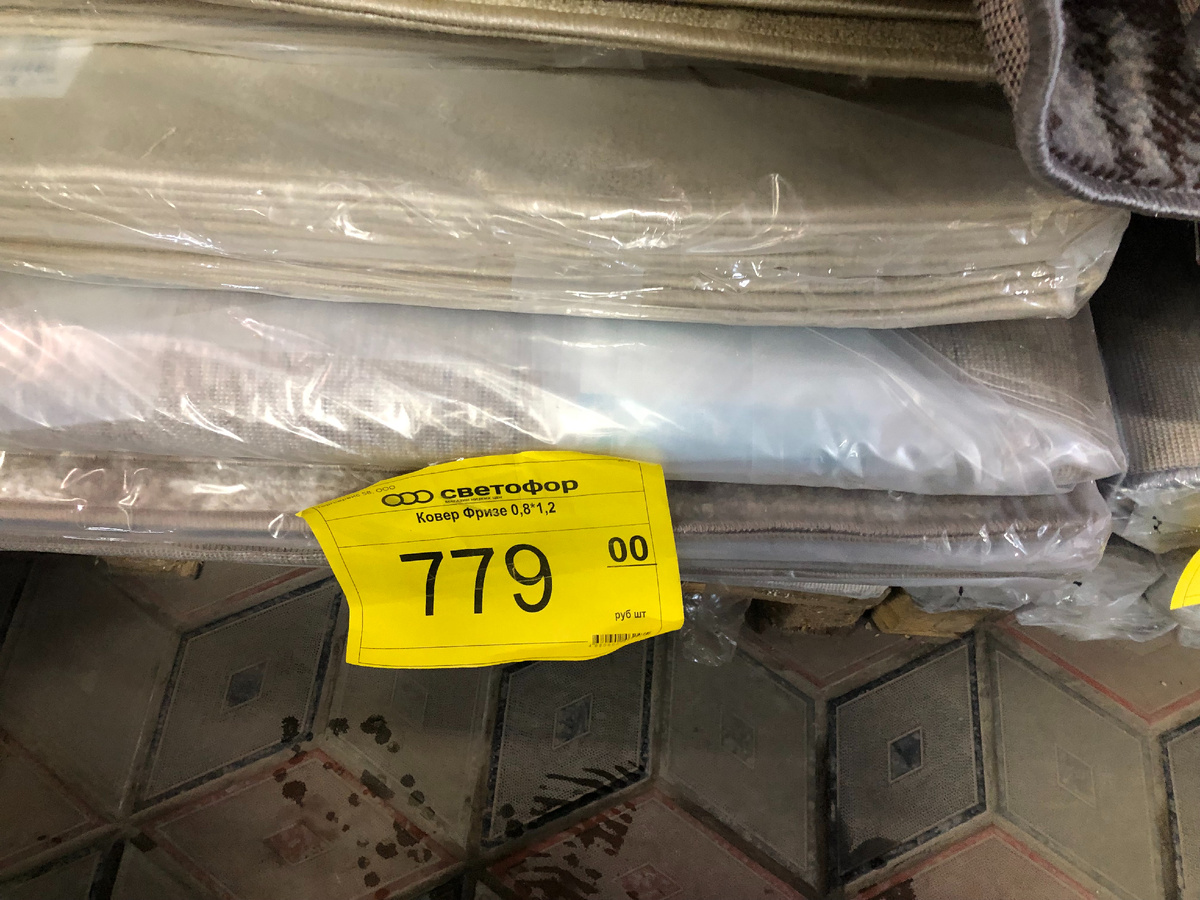 светофор
Ковер Фризе 0,8*1,2
779 00
руб шт